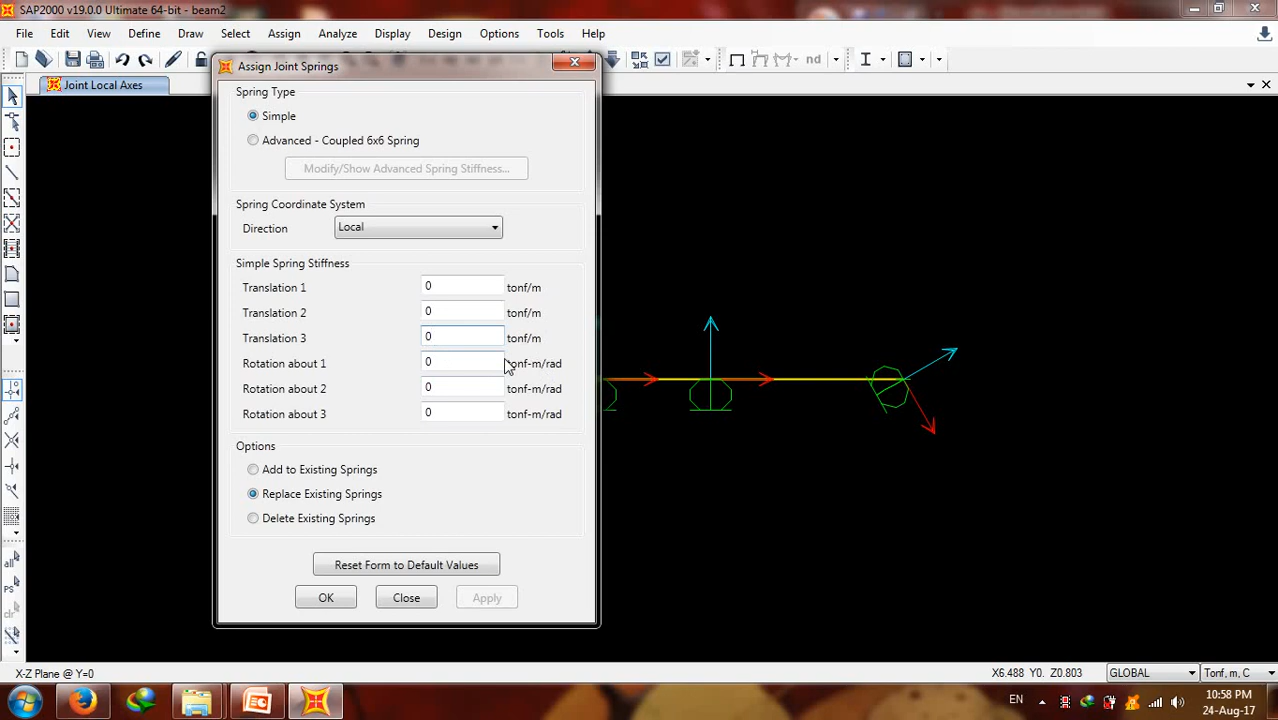 SAP2000 v19.0.0 Ultimate 64-bit - beam2
File Edit View Define Draw Select Assign Analyze Display Design Options Tools Help
nd
Joint Local Axes
Assign Joint Springs
Spring Type
Simple
Advanced - Coupled 6x6 Spring
Modify/Show Advanced Spring Stiffness...
Spring Coordinate System
Direction Local
Simple Spring Stiffness
Translation 1 0 tonf/m
Translation 2 0 tonf/m
Translation 3 0 tonf/m
Rotation about 1 0 tonf-m/rad
Rotation about 2 0 tonf-m/rad
Rotation about 3 0 tonf-m/rad
Options
Add to Existing Springs
Replace Existing Springs
Delete Existing Springs
Reset Form to Default Values
OK Close Apply
all
PS
clr
X-Z Plane @ Y=0
X6.488 Y0. Z0.803 GLOBAL Tonf, m, C
EN
10:58 PM
24-Aug-17